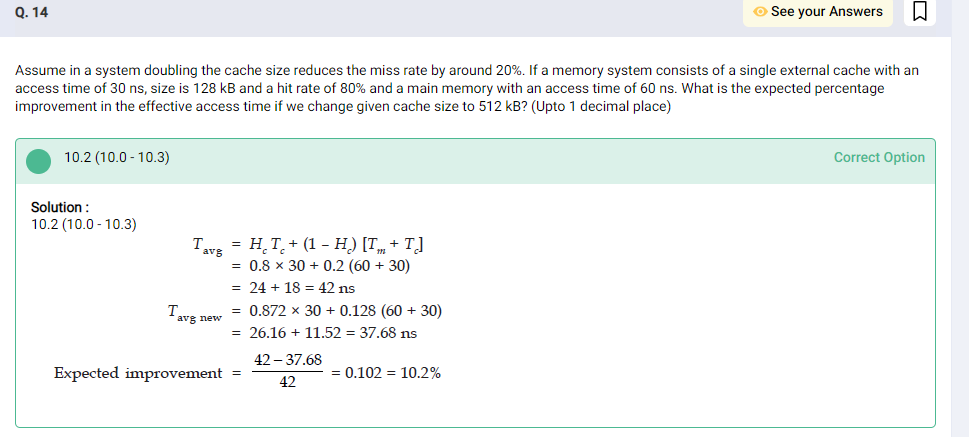 Q. 14
See your Answers
Assume in a system doubling the cache size reduces the miss rate by around 20%. If a memory system consists of a single external cache with an
access time of 30 ns, size is 128 kB and a hit rate of 80% and a main memory with an access time of 60 ns. What is the expected percentage
improvement in the effective access time if we change given cache size to 512 kB? (Upto 1 decimal place)
10.2 (10.0 - 10.3)
Correct Option
Solution :
10.2 (10.0 - 10.3)
T_avg = H_c T_c + (1 – H_c) [T_m + T_c]
= 0.8 × 30 + 0.2 (60 + 30)
= 24 + 18 = 42 ns
T_avg new = 0.872 × 30 + 0.128 (60 + 30)
= 26.16 + 11.52 = 37.68 ns
Expected improvement = (42 – 37.68) / 42 = 0.102 = 10.2%